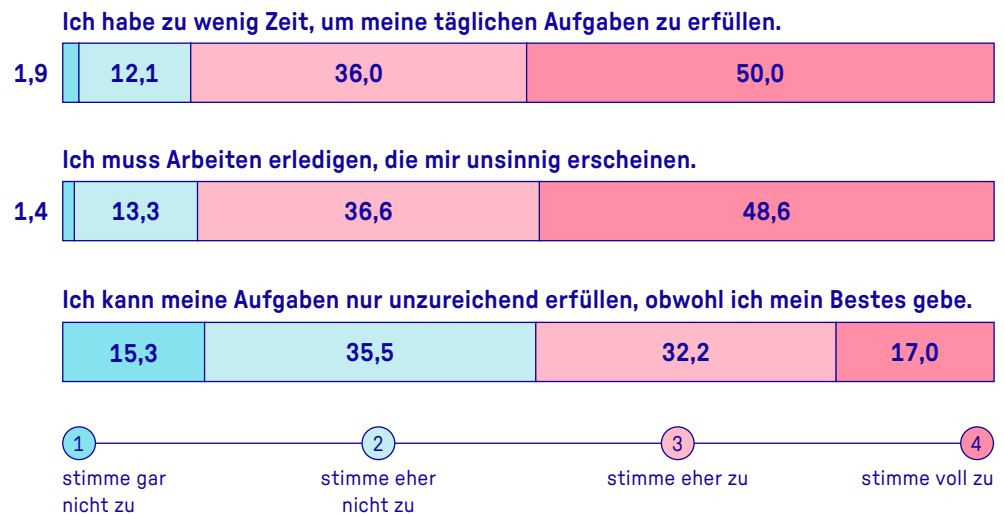 Ich habe zu wenig Zeit, um meine täglichen Aufgaben zu erfüllen.
1,9 12,1 36,0 50,0
Ich muss Arbeiten erledigen, die mir unsinnig erscheinen.
1,4 13,3 36,6 48,6
Ich kann meine Aufgaben nur unzureichend erfüllen, obwohl ich mein Bestes gebe.
15,3 35,5 32,2 17,0
1 2 3 4
stimme gar stimme eher stimme eher zu stimme voll zu
nicht zu nicht zu